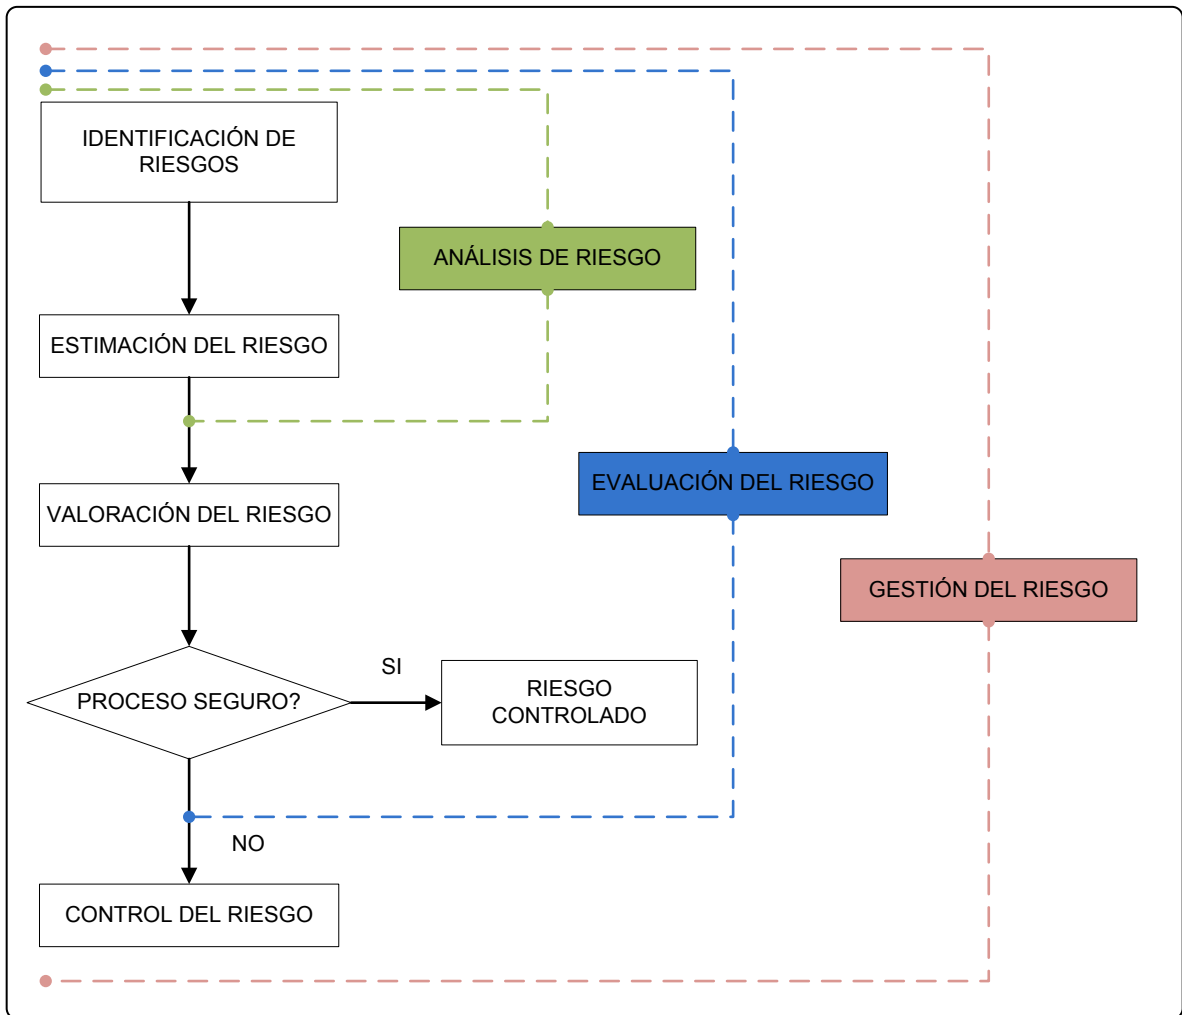 IDENTIFICACIÓN DE
RIESGOS
ANÁLISIS DE RIESGO
ESTIMACIÓN DEL RIESGO
EVALUACIÓN DEL RIESGO
VALORACIÓN DEL RIESGO
GESTIÓN DEL RIESGO
PROCESO SEGURO?
SI
RIESGO
CONTROLADO
NO
CONTROL DEL RIESGO